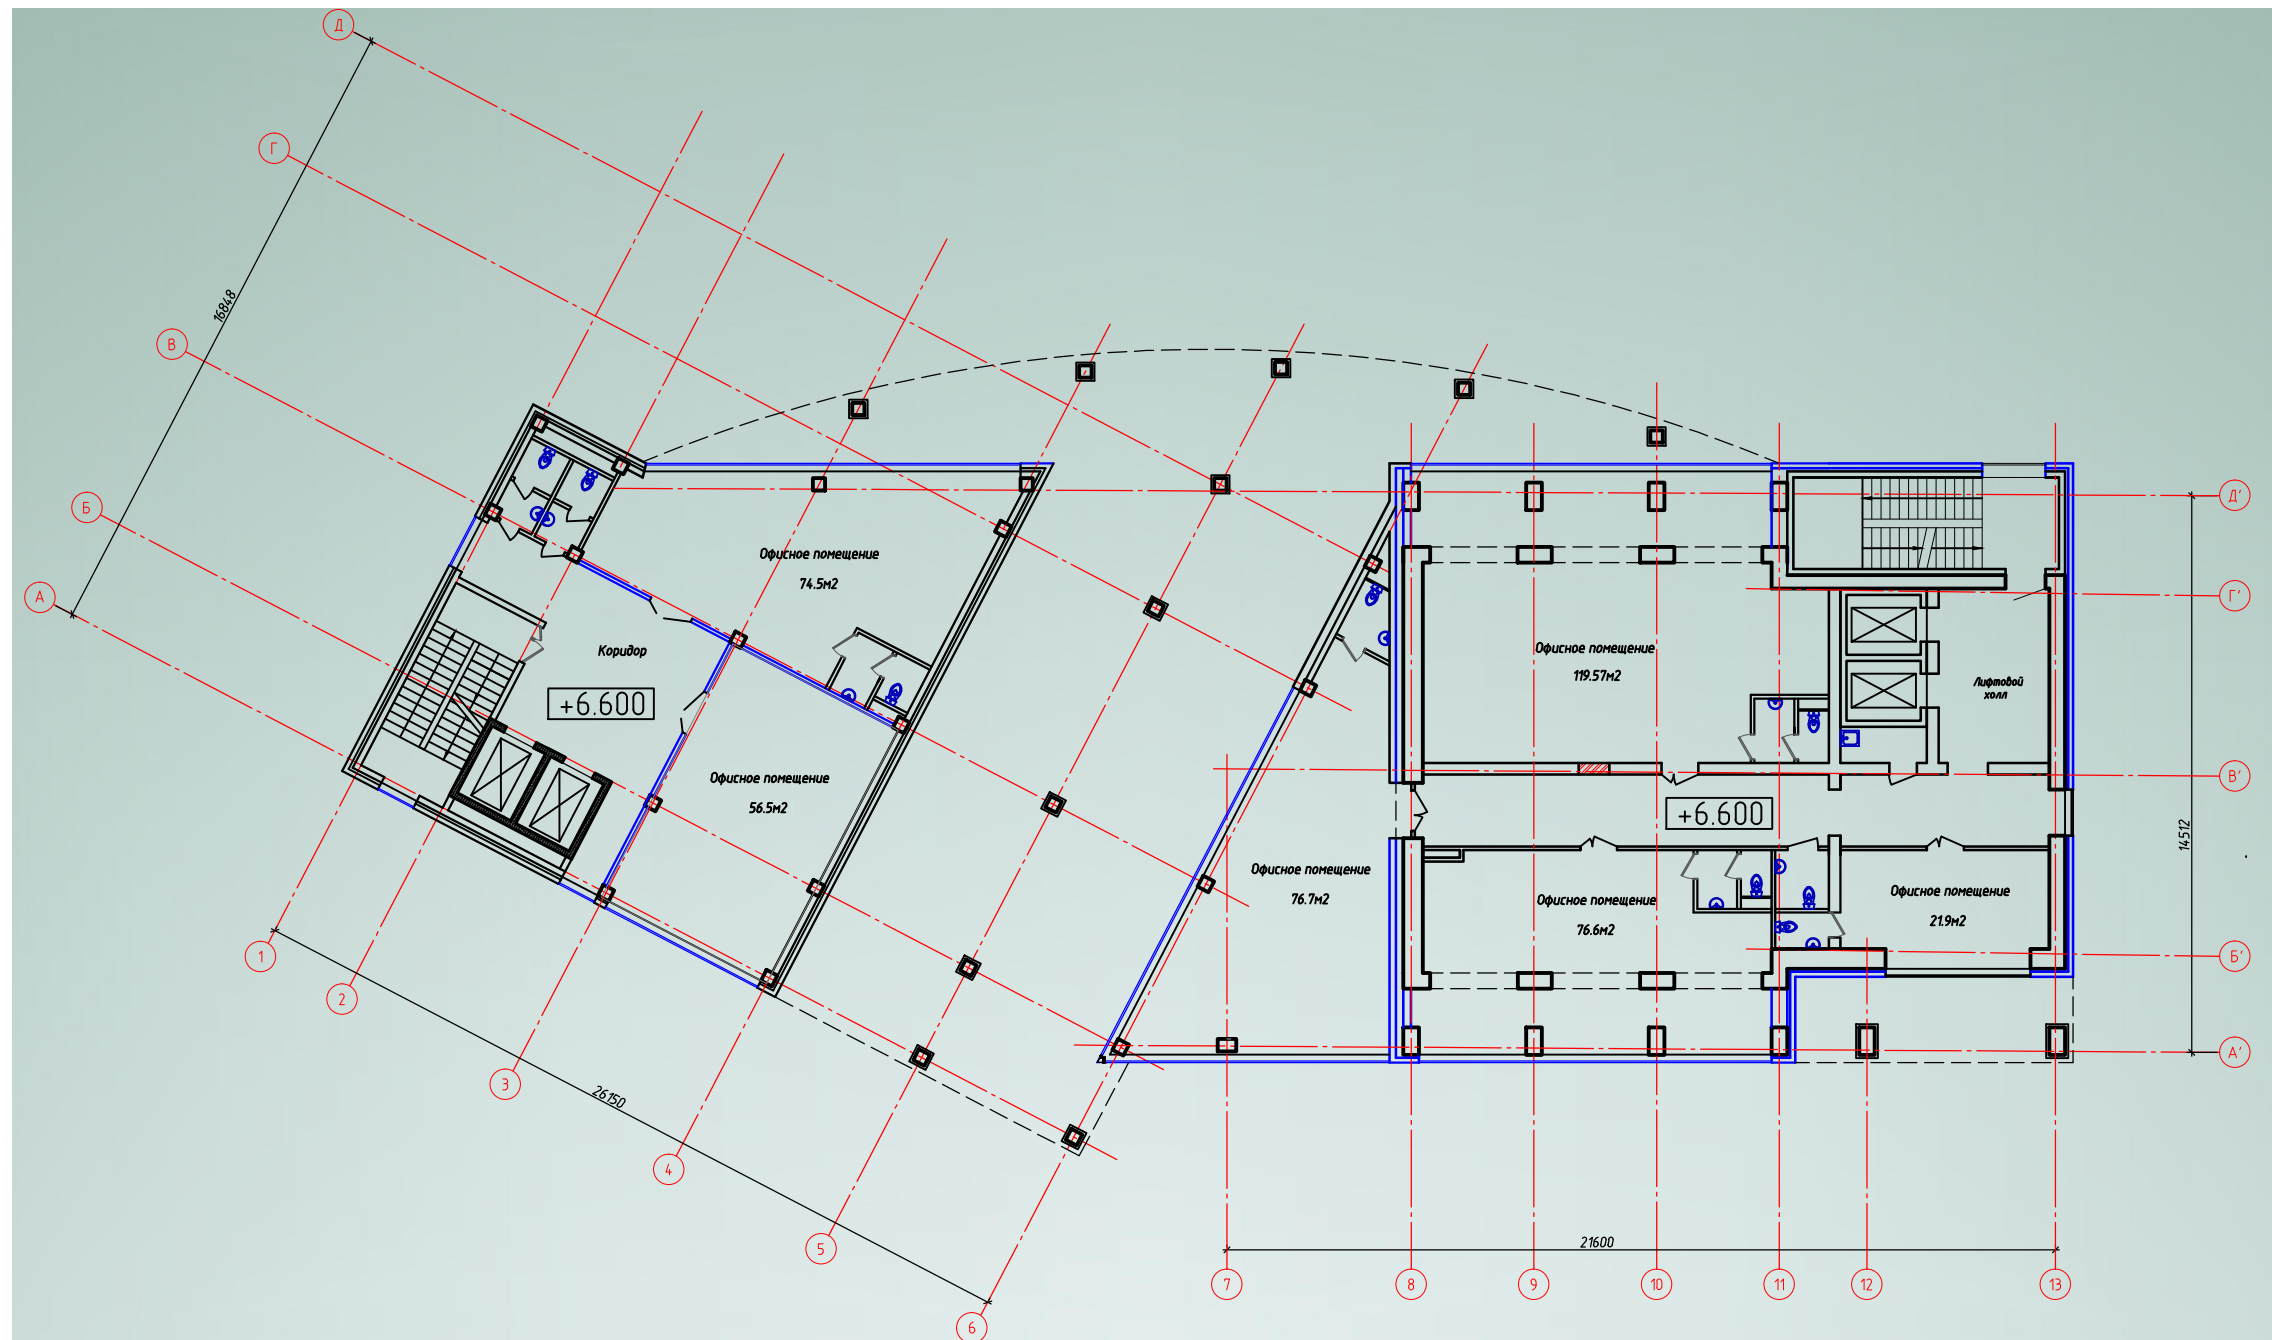 Д
Г
В
Б
А
16848
Офисное помещение
74.5м2
Коридор
+6.600
Офисное помещение
56.5м2
1
2
3
4
5
6
26150
Офисное помещение
119.57м2
Лифтовой
холл
+6.600
Офисное помещение
76.7м2
Офисное помещение
76.6м2
Офисное помещение
21.9м2
Д'
Г'
В'
Б'
А'
14512
21600
7
8
9
10
11
12
13